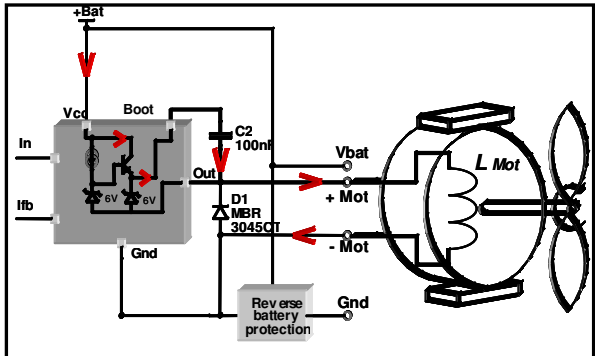 +Bat
Vcc
Boot
In
C2
100nF
Vbat
L Mot
Out
+ Mot
6V
6V
D1
MBR
3045CT
Ifb
- Mot
Gnd
Reverse
battery
protection
Gnd